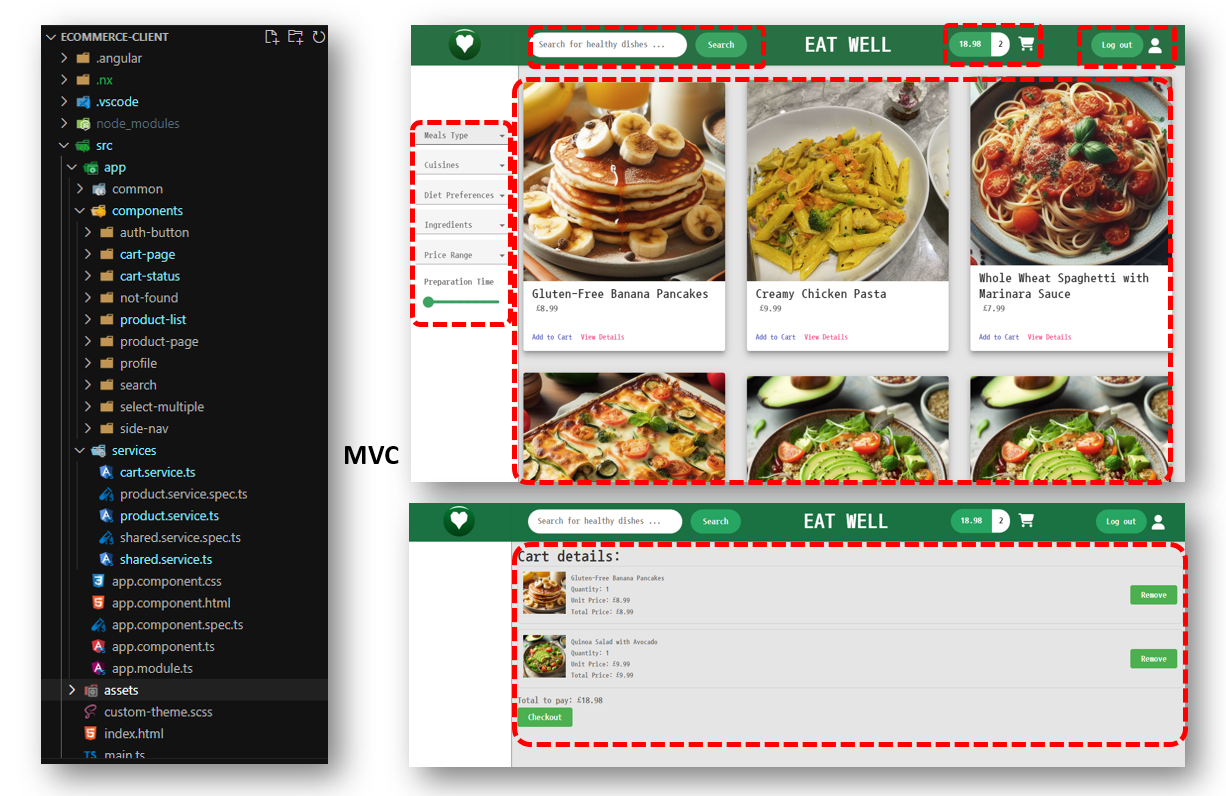 ECOMMERCE-CLIENT
.angular
.nx
.vscode
node_modules
src
app
common
components
auth-button
cart-page
cart-status
not-found
product-list
product-page
profile
search
select-multiple
side-nav
services
cart.service.ts
product.service.spec.ts
product.service.ts
shared.service.spec.ts
shared.service.ts
app.component.css
app.component.html
app.component.spec.ts
app.component.ts
app.module.ts
assets
custom-theme.scss
index.html
TS main.ts
MVC
Search for healthy dishes ... Search EAT WELL 18.98 2 Log out
Meals Type
Cuisines
Diet Preferences
Ingredients
Price Range
Preparation Time
Gluten-Free Banana Pancakes
£8.99
Add to Cart View Details
Creamy Chicken Pasta
£9.99
Add to Cart View Details
Whole Wheat Spaghetti with
Marinara Sauce
£7.99
Add to Cart View Details
Search for healthy dishes ... Search EAT WELL 18.98 2 Log out
Cart details:
Gluten-Free Banana Pancakes
Quantity: 1
Unit Price: £8.99
Total Price: £8.99
Remove
Quinoa Salad with Avocado
Quantity: 1
Unit Price: £9.99
Total Price: £9.99
Remove
Total to pay: £18.98
Checkout